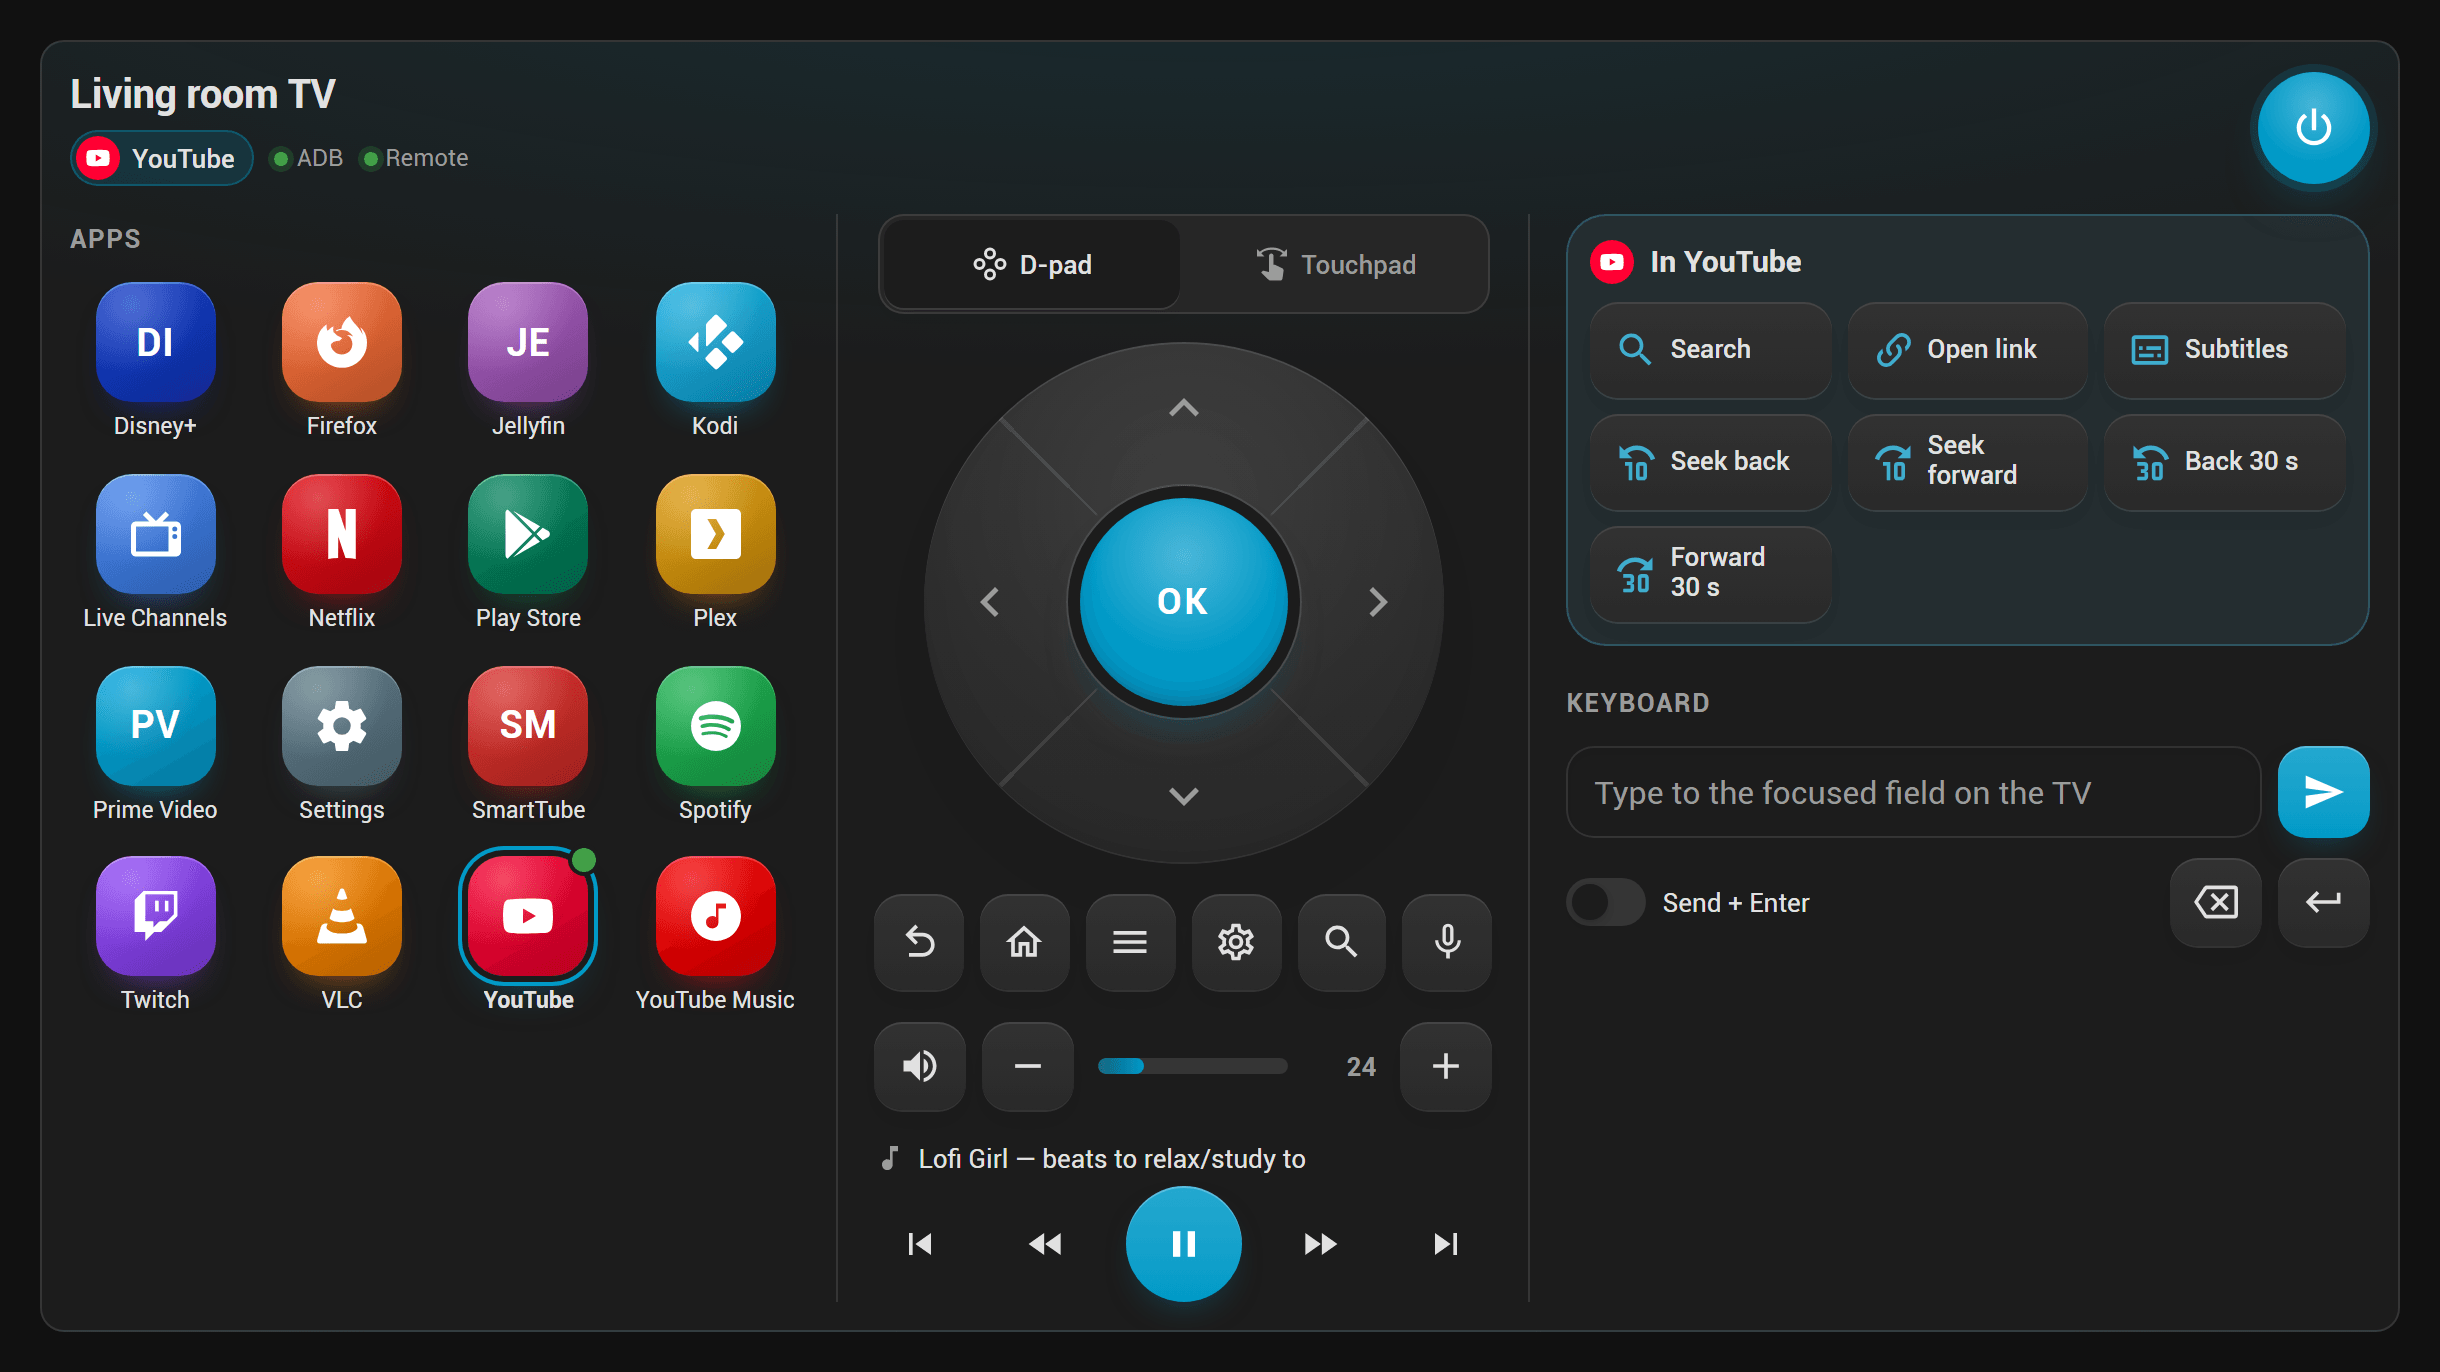 Living room TV
YouTube
ADB
Remote
APPS
DI
JE
Disney+
Firefox
Jellyfin
Kodi
N
Live Channels
Netflix
Play Store
Plex
PV
SM
Prime Video
Settings
SmartTube
Spotify
Twitch
VLC
YouTube
YouTube Music
D-pad
Touchpad
OK
24
Lofi Girl — beats to relax/study to
In YouTube
Search
Open link
Subtitles
10
Seek back
10
Seek
forward
30
Back 30 s
30
Forward
30 s
KEYBOARD
Type to the focused field on the TV
Send + Enter